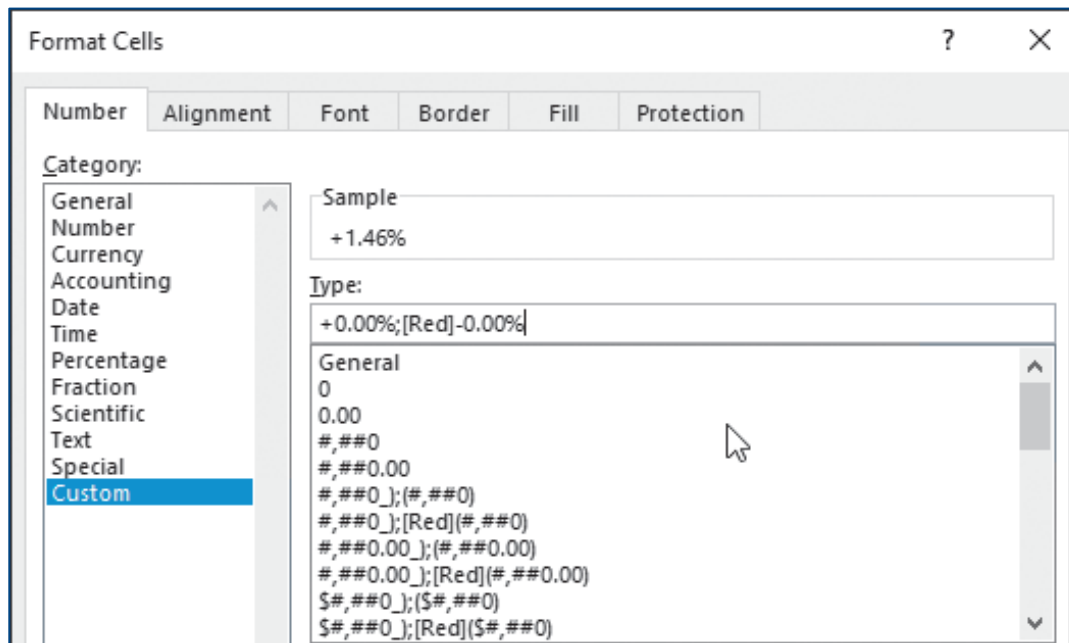 Format Cells
?
Number
Alignment
Font
Border
Fill
Protection
Category:
General
Number
Currency
Accounting
Date
Time
Percentage
Fraction
Scientific
Text
Special
Custom
Sample
+1.46%
Type:
+0.00%;[Red]-0.00%
General
0
0.00
#,##0
#,##0.00
#,##0_);(#,##0)
#,##0_);[Red](#,##0)
#,##0.00_);(#,##0.00)
#,##0.00_);[Red](#,##0.00)
$#,##0_);($#,##0)
$#,##0_);[Red]($#,##0)